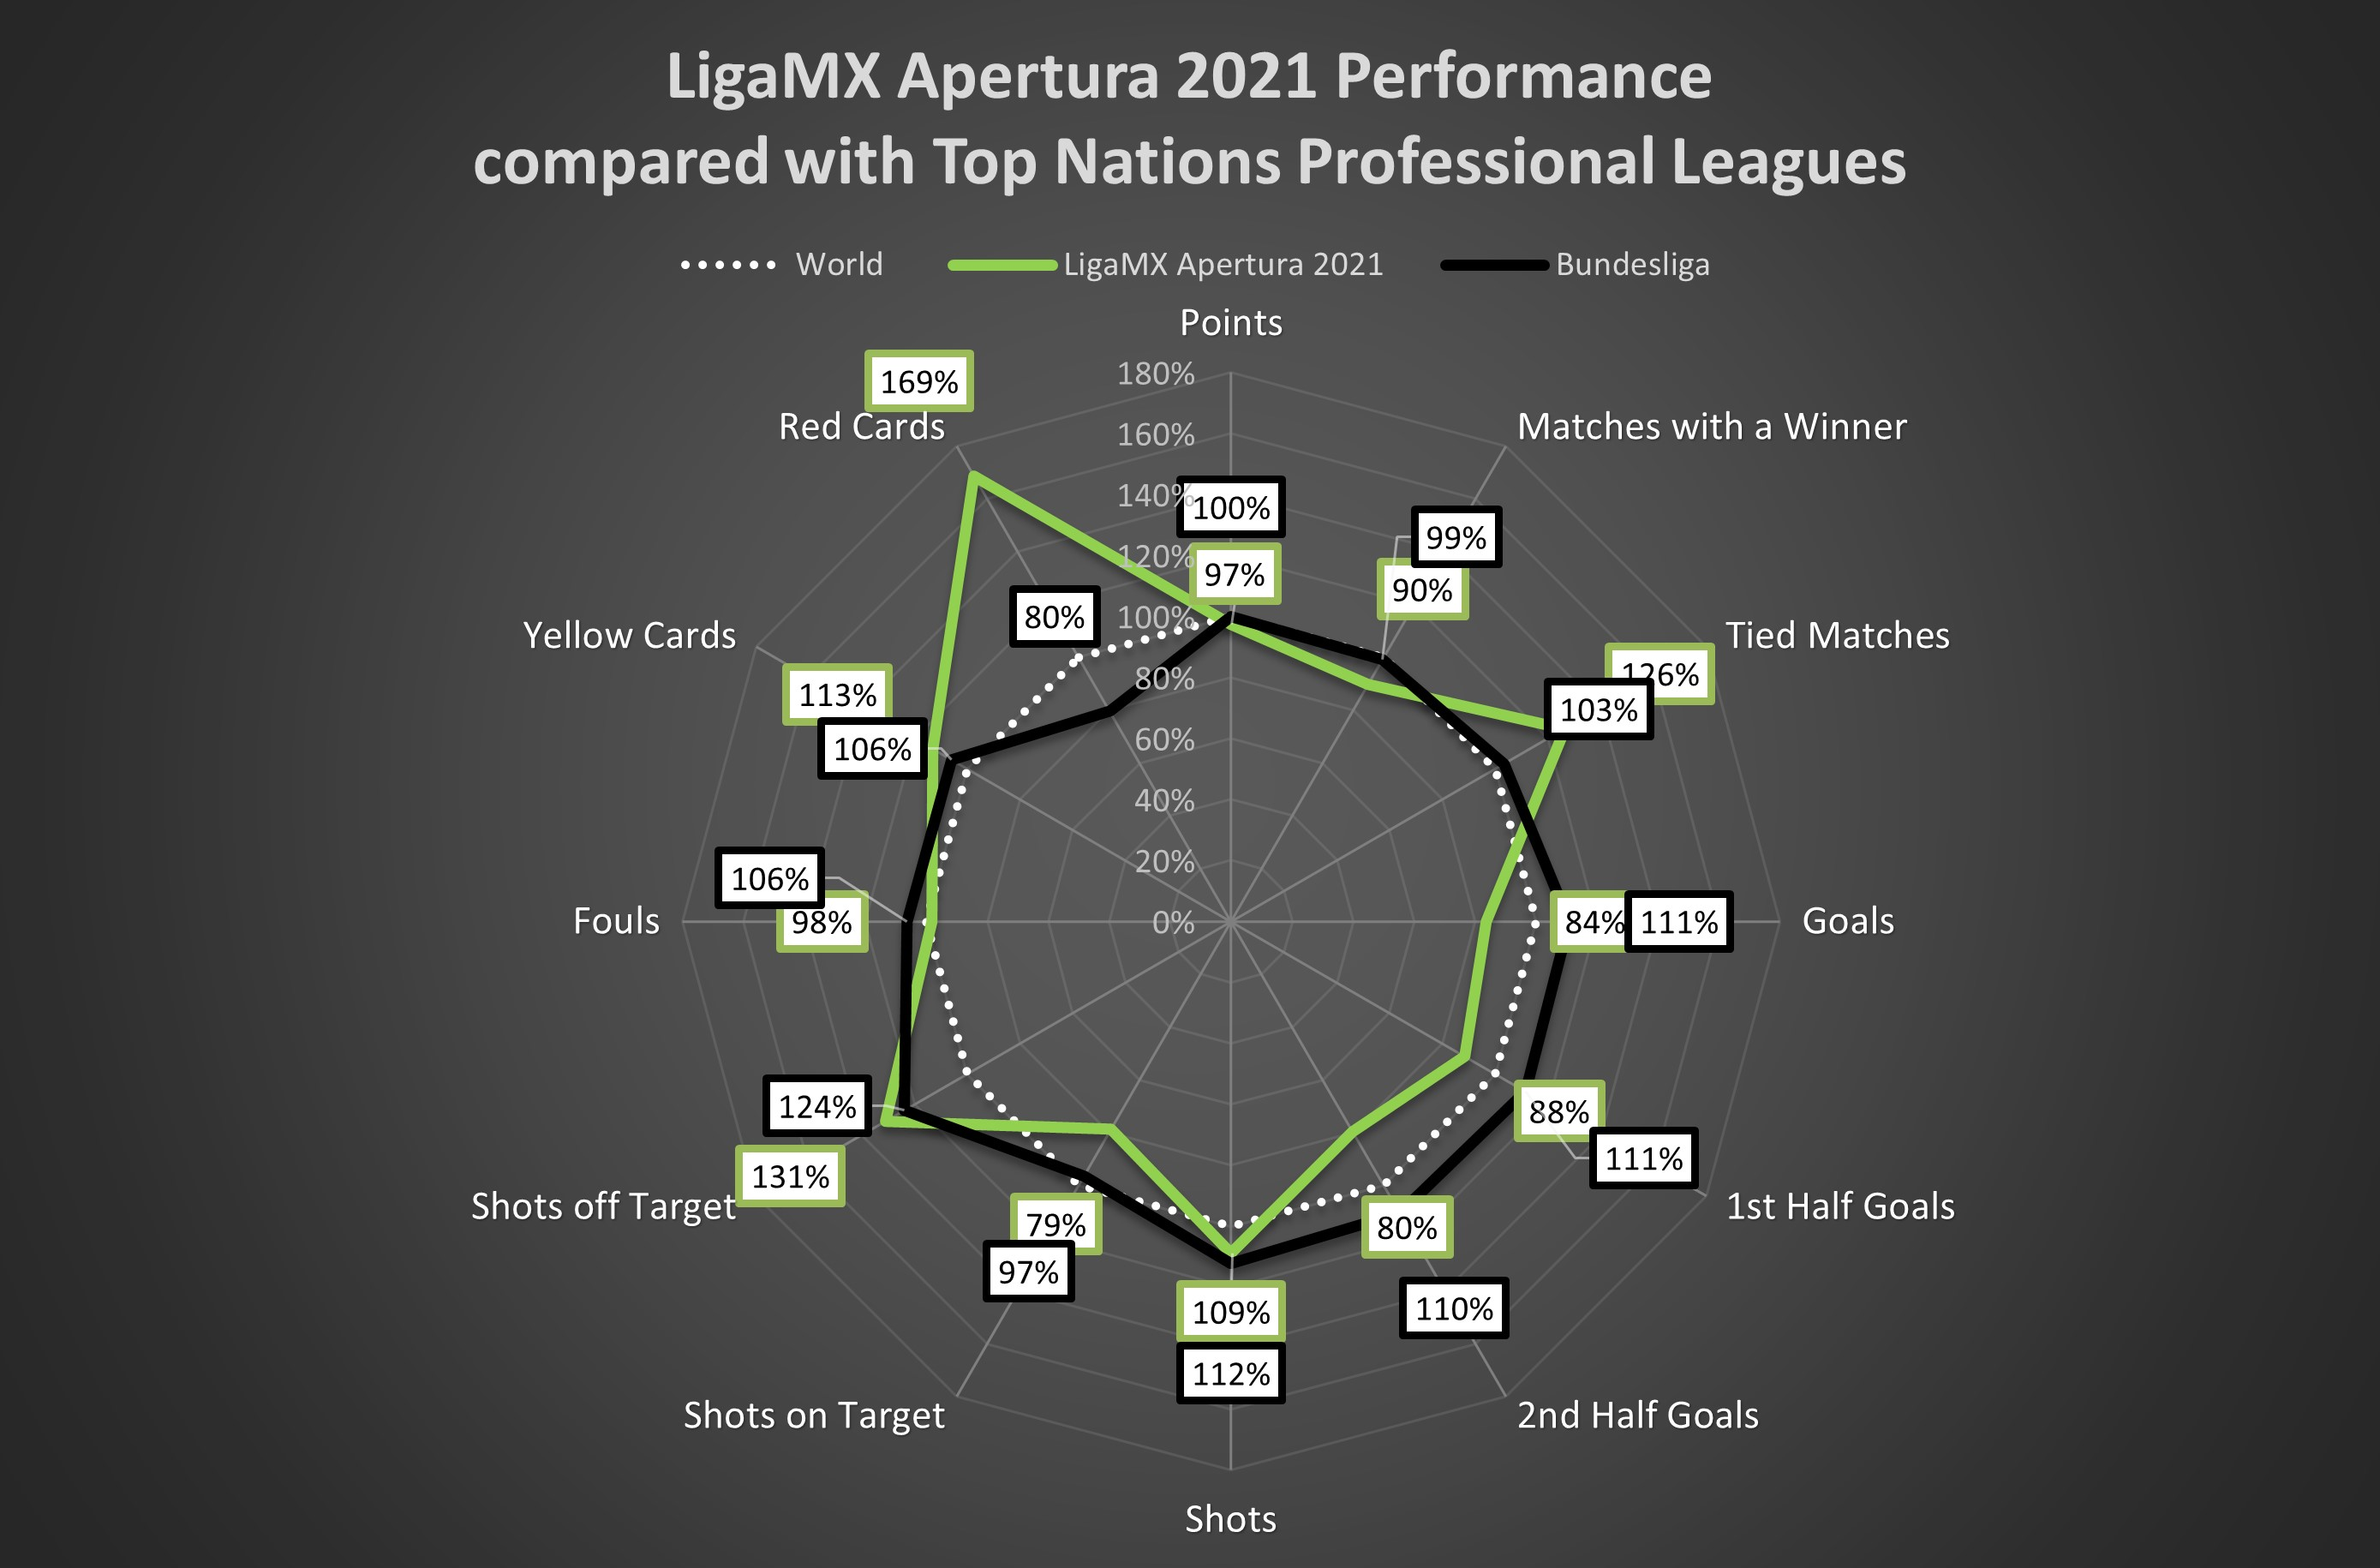 LigaMX Apertura 2021 Performance
compared with Top Nations Professional Leagues
World LigaMX Apertura 2021 Bundesliga
Points
180%
169%
Red Cards
Matches with a Winner
160%
140%
100%
99%
120%
97%
90%
80%
100%
Yellow Cards
Tied Matches
126%
113%
80%
103%
106%
60%
40%
20%
106%
98%
Fouls
0%
84%
111%
Goals
124%
88%
131%
111%
Shots off Target
1st Half Goals
79%
80%
97%
109%
110%
112%
Shots on Target
2nd Half Goals
Shots